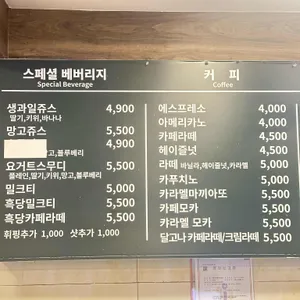 스페셜 베버리지
Special Beverage
생과일쥬스 4,900
딸기,키위,바나나
망고쥬스 5,500
4,900
망고,블루베리
요거트스무디 5,500
플레인,딸기,키위,망고,블루베리
밀크티 5,000
흑당밀크티 5,500
흑당카페라떼 5,500
휘핑추가 1,000 샷추가 1,000
커 피
Coffee
에스프레소 4,000
아메리카노 4,000
카페라떼 4,500
헤이즐넛 4,500
라떼 바닐라,헤이즐넛,카라멜 5,000
카푸치노 5,000
카라멜마끼아또 5,500
카페모카 5,500
카라멜 모카 5,500
달고나 카페라떼/크림라떼 5,500